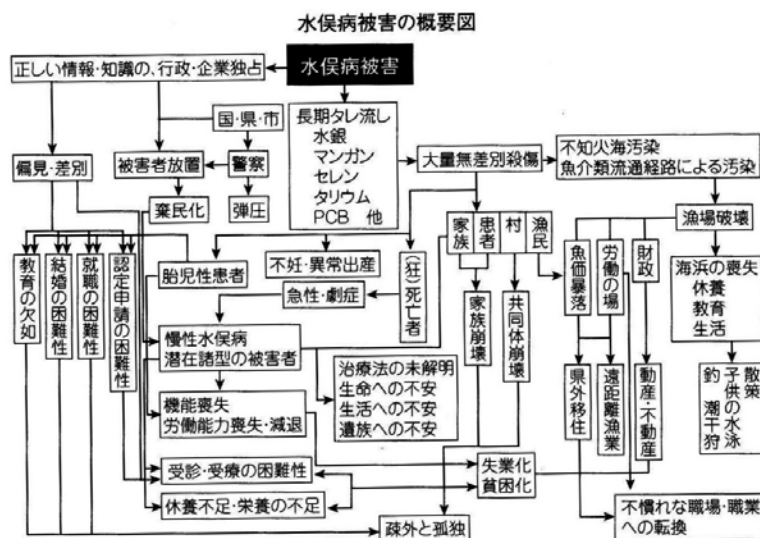 水俣病被害の概要図
正しい情報・知識の、行政・企業独占
水俣病被害
国・県・市
長期タレ流し
水銀
マンガン
セレン
タリウム
PCB 他
大量無差別殺傷
不知火海汚染
魚介類流通経路による汚染
偏見・差別
被害者放置
警察
棄民化
弾圧
漁場破壊
家族
患者
村
漁民
魚価暴落
労働の場
財政
海浜の喪失
休養
教育
生活
教育の欠如
結婚の困難性
就職の困難性
認定申請の困難性
胎児性患者
不妊・異常出産
(狂)死亡者
急性・劇症
家族崩壊
共同体崩壊
慢性水俣病
潜在諸型の被害者
治療法の未解明
生命への不安
生活への不安
遺族への不安
県外移住
遠距離漁業
動産・不動産
散策
子供の水泳
釣 潮干狩
機能喪失
労働能力喪失・減退
受診・受療の困難性
失業化
貧困化
休養不足・栄養の不足
疎外と孤独
不慣れな職場・職業
への転換